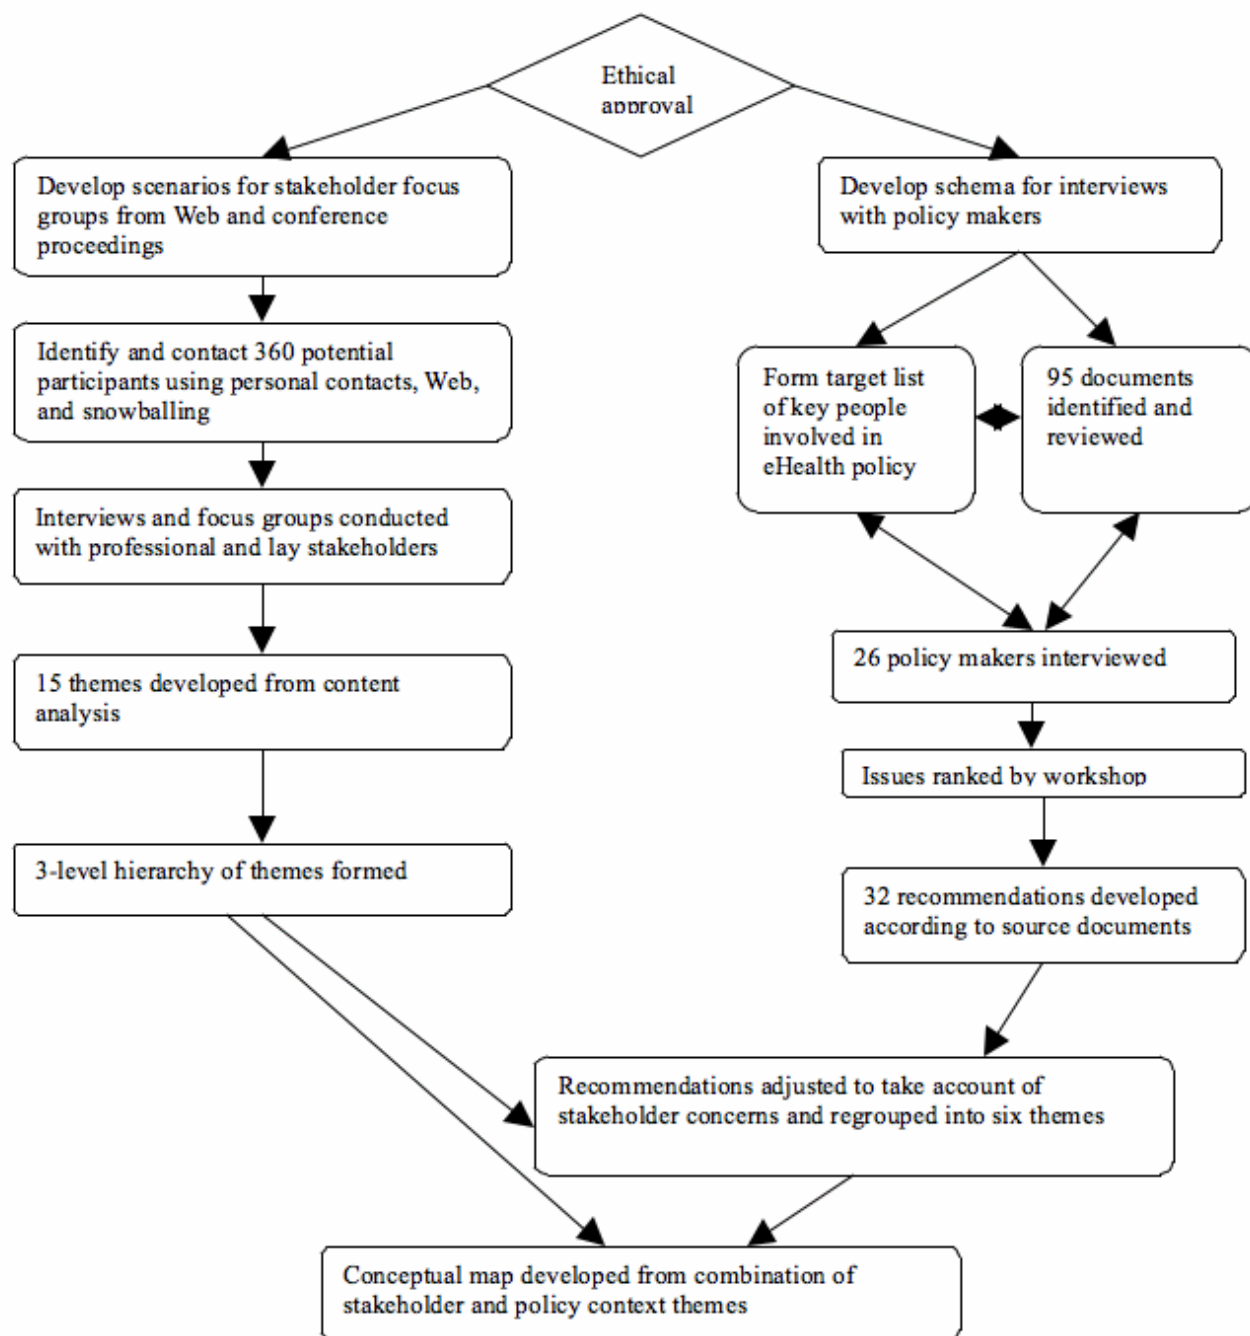 Ethical
approval
Develop scenarios for stakeholder focus
groups from Web and conference
proceedings
Develop schema for interviews
with policy makers
Identify and contact 360 potential
participants using personal contacts, Web,
and snowballing
Form target list
of key people
involved in
eHealth policy
95 documents
identified and
reviewed
Interviews and focus groups conducted
with professional and lay stakeholders
26 policy makers interviewed
15 themes developed from content
analysis
Issues ranked by workshop
3-level hierarchy of themes formed
32 recommendations developed
according to source documents
Recommendations adjusted to take account of
stakeholder concerns and regrouped into six themes
Conceptual map developed from combination of
stakeholder and policy context themes